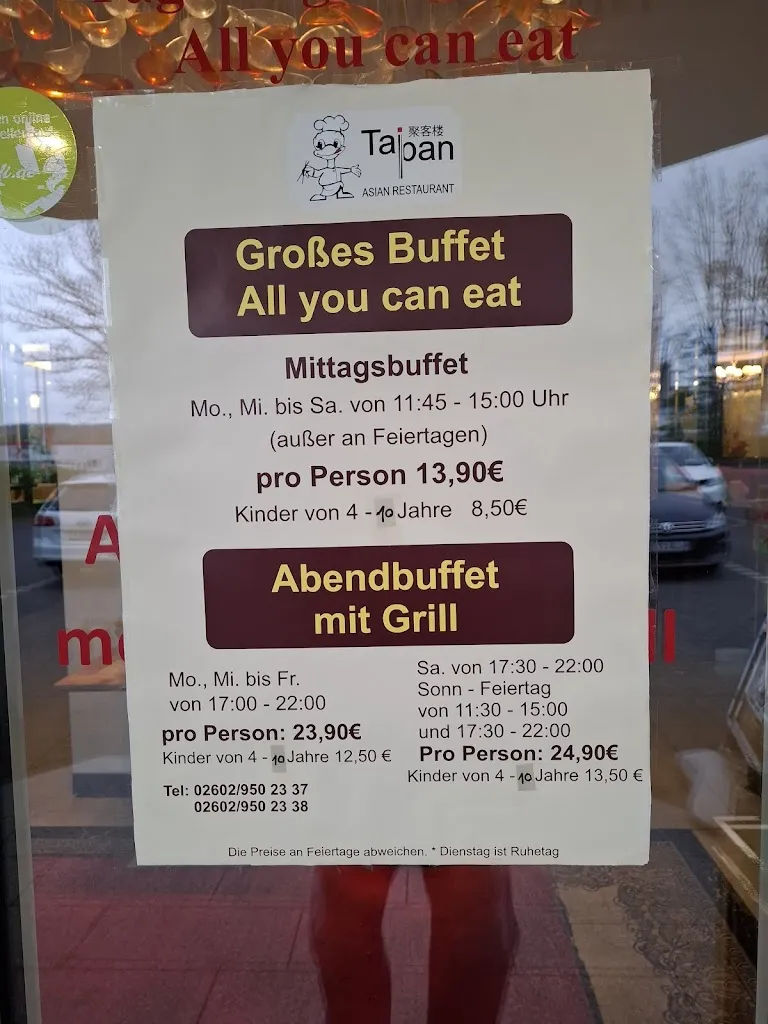 All you can eat
聚客楼
Taipan
ASIAN RESTAURANT
Großes Buffet
All you can eat
Mittagsbuffet
Mo., Mi. bis Sa. von 11:45 - 15:00 Uhr
(außer an Feiertagen)
pro Person 13,90€
Kinder von 4 - 10 Jahre 8,50€
Abendbuffet
mit Grill
Mo., Mi. bis Fr.
von 17:00 - 22:00
pro Person: 23,90€
Kinder von 4 - 10 Jahre 12,50 €
Tel: 02602/950 23 37
02602/950 23 38
Sa. von 17:30 - 22:00
Sonn - Feiertag
von 11:30 - 15:00
und 17:30 - 22:00
Pro Person: 24,90€
Kinder von 4 - 10 Jahre 13,50 €
Die Preise an Feiertage abweichen. * Dienstag ist Ruhetag